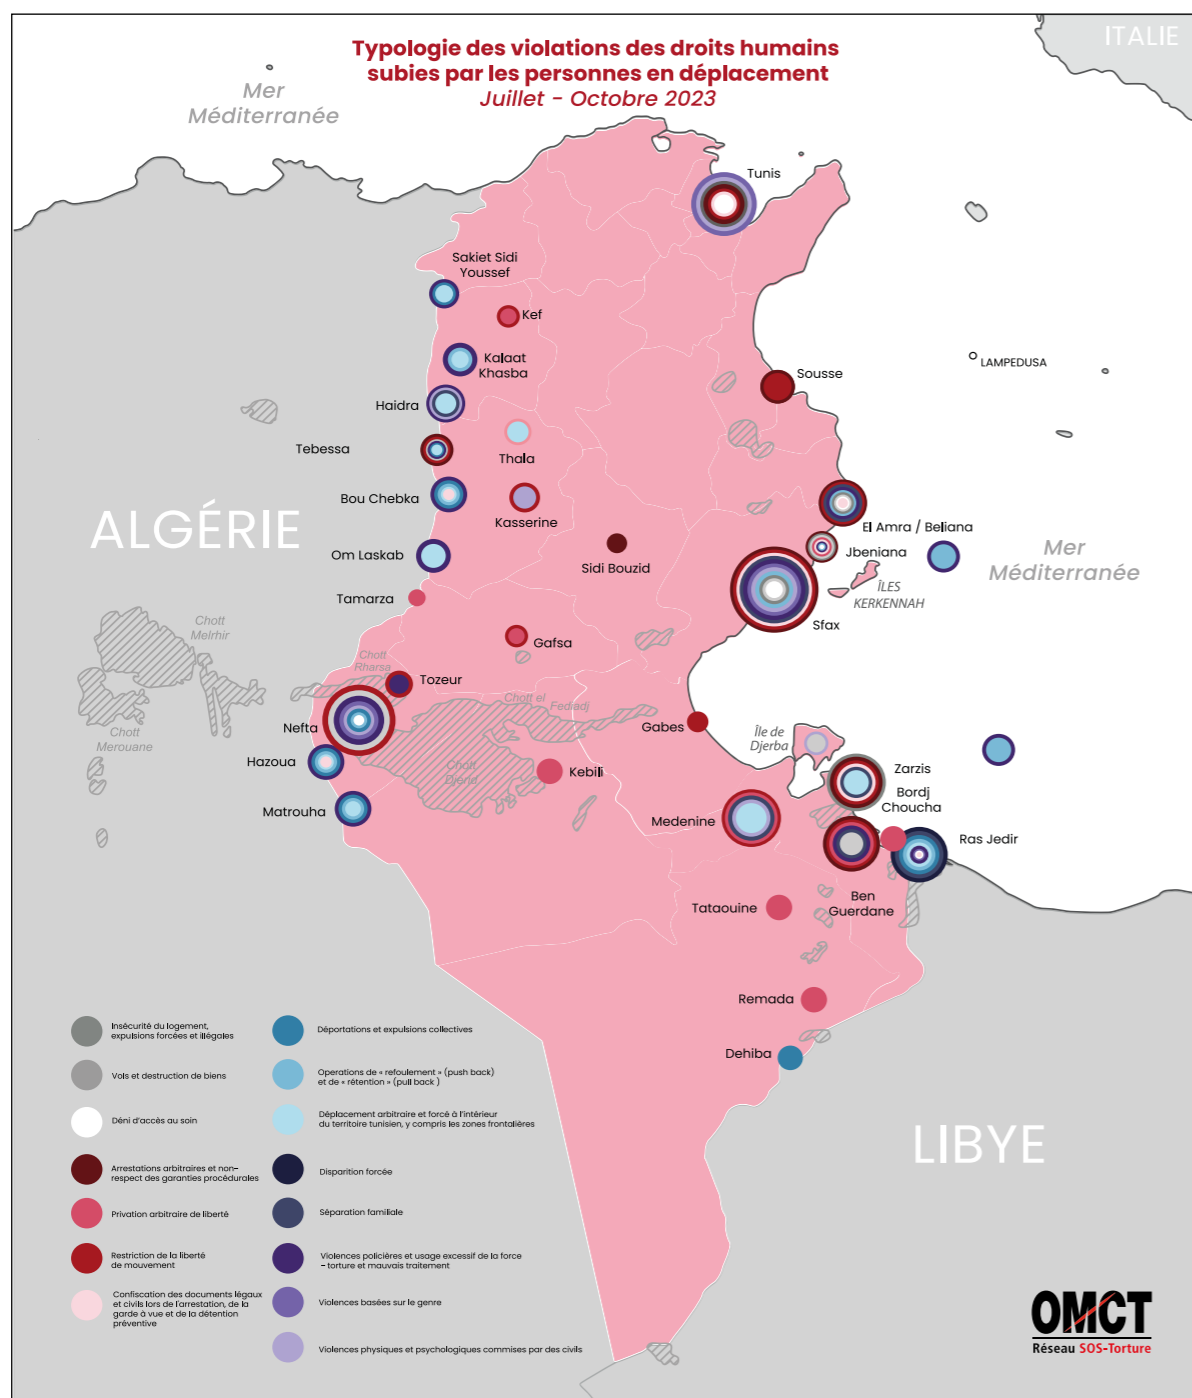 ITALIE
Typologie des violations des droits humains
subies par les personnes en déplacement
Juillet - Octobre 2023
Mer
Méditerranée
Tunis
Sakiet Sidi
Youssef
Kef
Kalaat
Khasba
LAMPEDUSA
Sousse
Haidra
Tebessa
Thala
Bou Chebka
Kasserine
ALGÉRIE
El Amra / Beliana
Om Laskab
Sidi Bouzid
Jbeniana
Mer
Méditerranée
ÎLES
KERKENNAH
Tamarza
Sfax
Chott
Melrhir
Gafsa
Chott
Rharsa
Tozeur
Chott el
Fediadj
Nefta
Gabes
Chott
Merouane
Île de
Djerba
Hazoua
Chott
Djérid
Kebili
Zarzis
Bordj
Choucha
Matrouha
Medenine
Ras Jedir
Ben
Guerdane
Tataouine
Remada
Dehiba
LIBYE
Insécurité du logement,
expulsions forcées et illégales
Vols et destruction de biens
Déni d'accès au soin
Arrestations arbitraires et non-
respect des garanties procédurales
Privation arbitraire de liberté
Restriction de la liberté
de mouvement
Confiscation des documents légaux
et civils lors de l'arrestation, de la
garde à vue et de la détention
préventive
Déportations et expulsions collectives
Operations de « refoulement » (push back)
et de « rétention » (pull back )
Déplacement arbitraire et forcé à l'intérieur
du territoire tunisien, y compris les zones frontalières
Disparition forcée
Séparation familiale
Violences policières et usage excessif de la force
- torture et mauvais traitement
Violences basées sur le genre
Violences physiques et psychologiques commises par des civils
OMCT
Réseau SOS-Torture